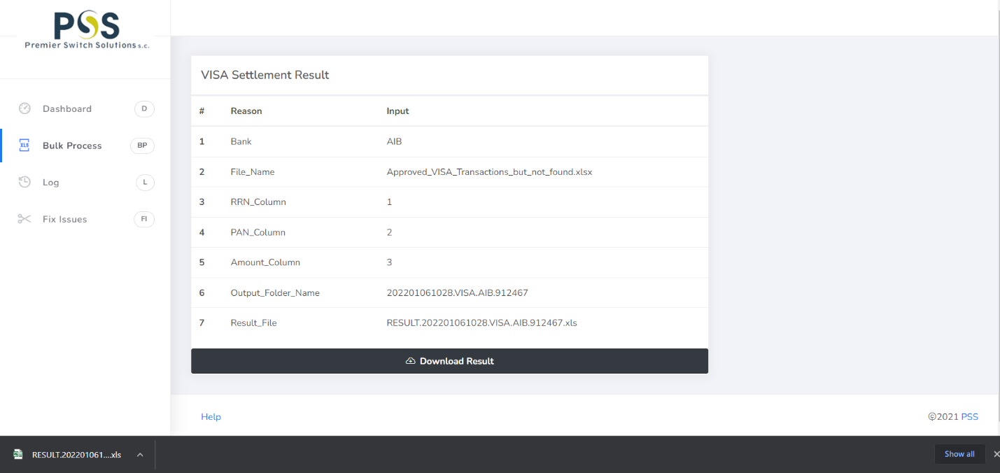 PSS
Premier Switch Solutions s.c.
Dashboard D
XLS Bulk Process BP
Log L
Fix Issues FI
VISA Settlement Result
# Reason Input
1 Bank AIB
2 File_Name Approved_VISA_Transactions_but_not_found.xlsx
3 RRN_Column 1
4 PAN_Column 2
5 Amount_Column 3
6 Output_Folder_Name 202201061028.VISA.AIB.912467
7 Result_File RESULT.202201061028.VISA.AIB.912467.xls
Download Result
Help ©2021 PSS
RESULT.202201061....xls Show all